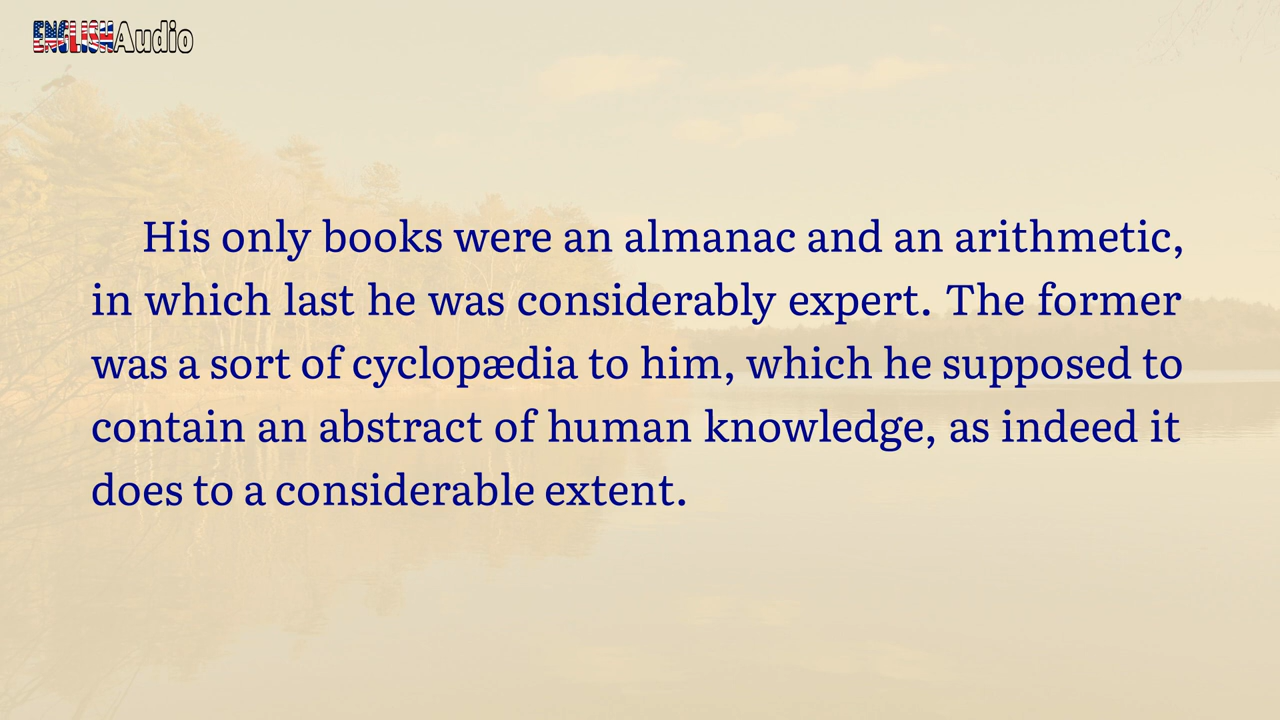 ENGLISHAudio
His only books were an almanac and an arithmetic,
in which last he was considerably expert. The former
was a sort of cyclopædia to him, which he supposed to
contain an abstract of human knowledge, as indeed it
does to a considerable extent.